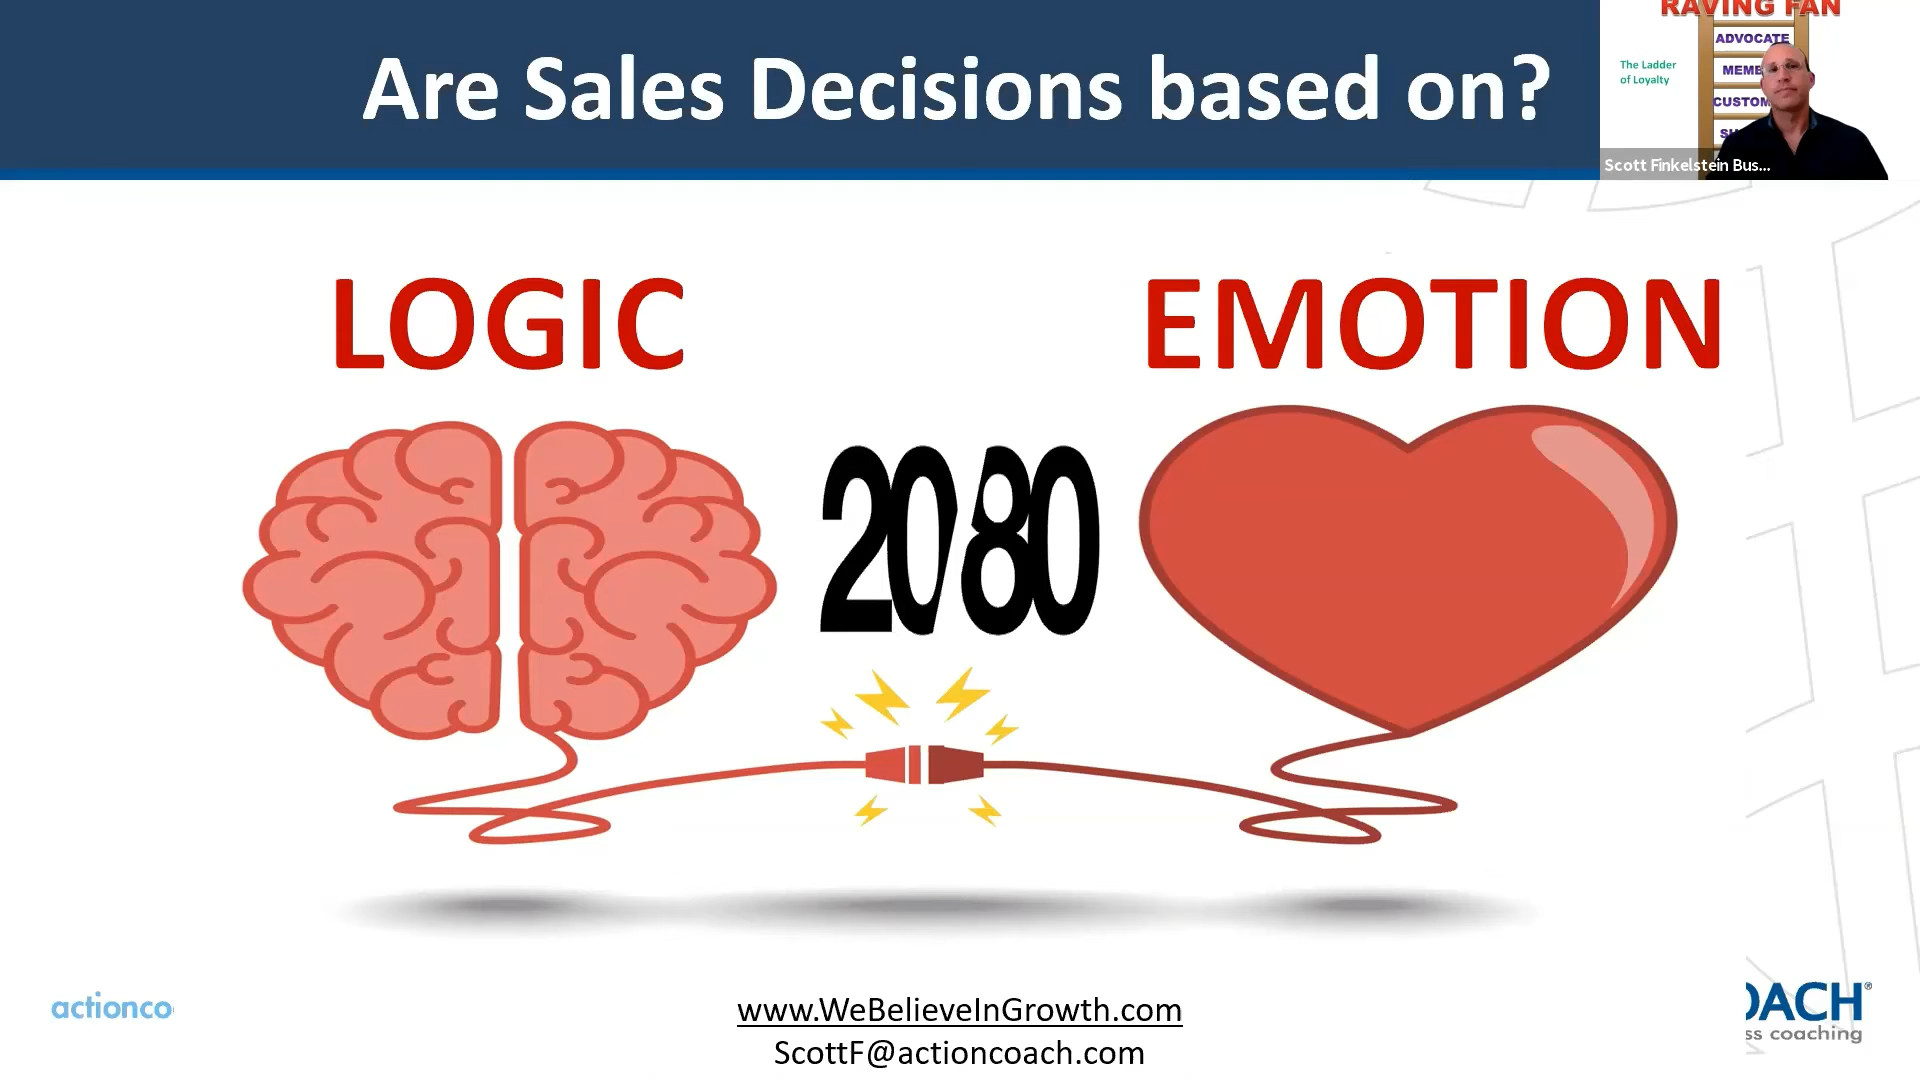 Are Sales Decisions based on?
RAVING FAN
The Ladder
of Loyalty
ADVOCATE
Scott Finkelstein Bus...
LOGIC
EMOTION
20/80
actionco
www.WeBelieveInGrowth.com
ScottF@actioncoach.com
OACH®
ss coaching